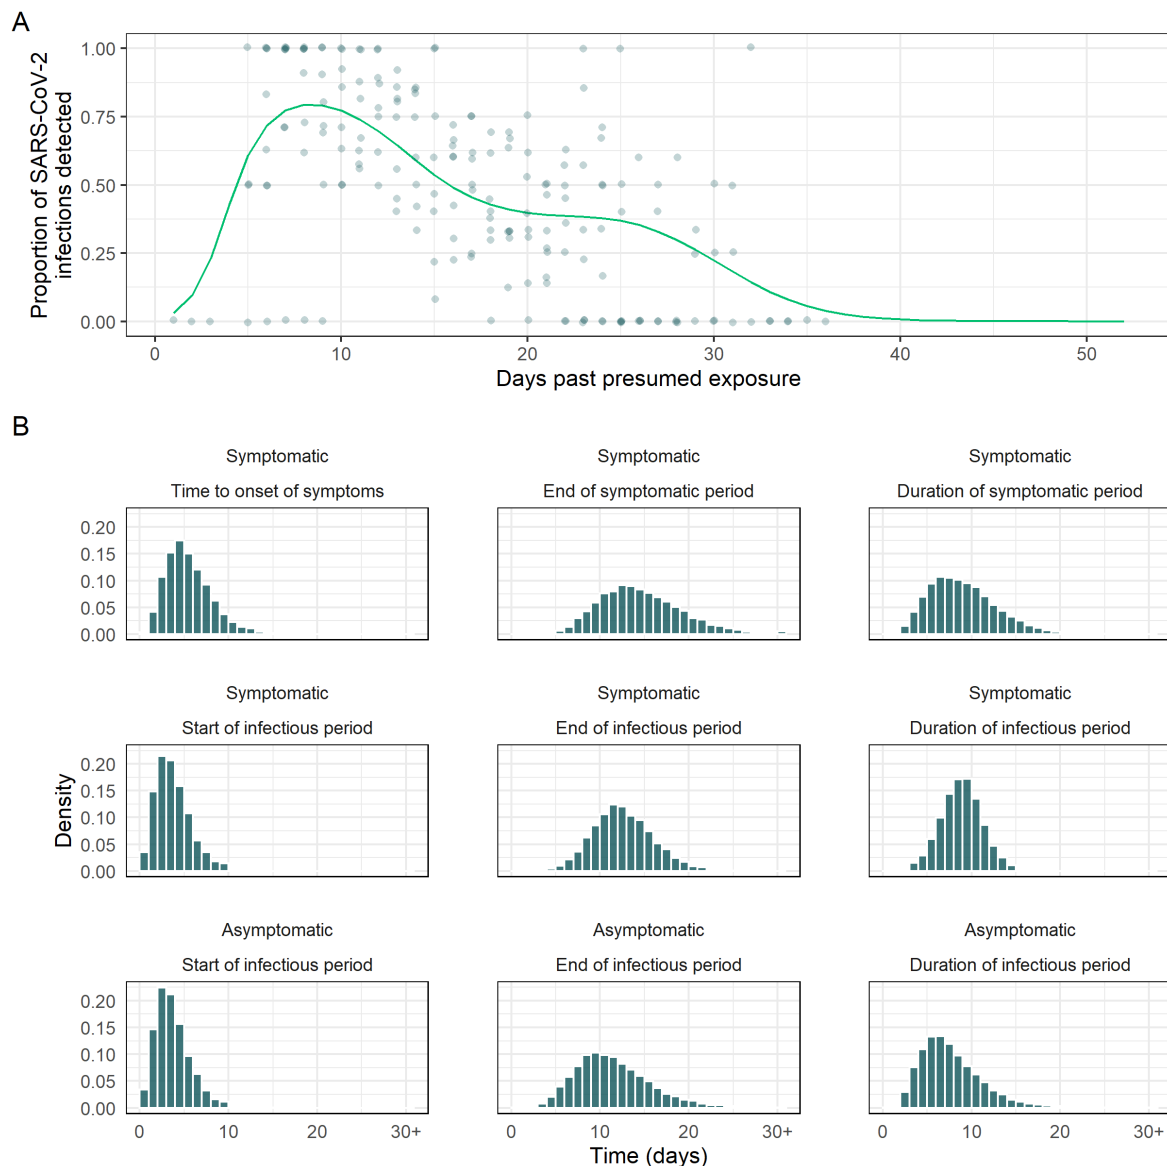 A
Proportion of SARS-CoV-2
infections detected
1.00
0.75
0.50
0.25
0.00
0 10 20 30 40 50
Days past presumed exposure
B
Symptomatic Symptomatic Symptomatic
Time to onset of symptoms End of symptomatic period Duration of symptomatic period
0.20
0.15
0.10
0.05
0.00
Symptomatic Symptomatic Symptomatic
Start of infectious period End of infectious period Duration of infectious period
Density
0.20
0.15
0.10
0.05
0.00
Asymptomatic Asymptomatic Asymptomatic
Start of infectious period End of infectious period Duration of infectious period
0.20
0.15
0.10
0.05
0.00
0 10 20 30+ 0 10 20 30+ 0 10 20 30+
Time (days)